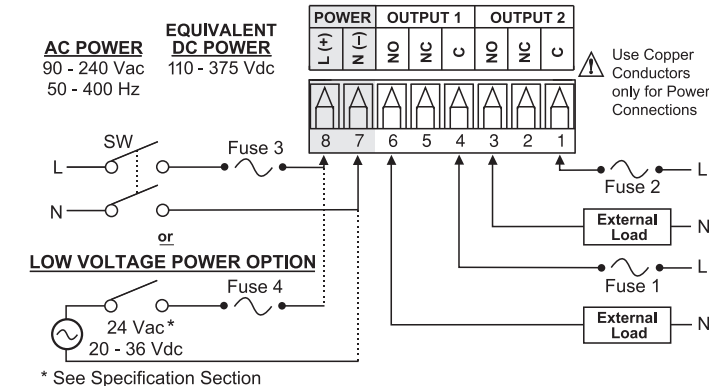 POWER OUTPUT 1 OUTPUT 2
L (+) N (–) NO NC C NO NC C
AC POWER
90 - 240 Vac
50 - 400 Hz
EQUIVALENT
DC POWER
110 - 375 Vdc
Use Copper
Conductors
only for Power
Connections
8 7 6 5 4 3 2 1
SW
Fuse 3
L
N
Fuse 2
L
External
Load
N
or
LOW VOLTAGE POWER OPTION
Fuse 4
24 Vac*
20 - 36 Vdc
Fuse 1
L
External
Load
N
* See Specification Section